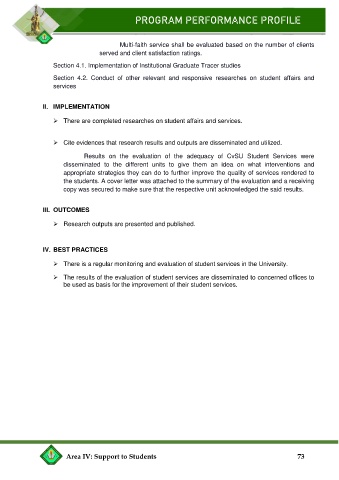 PROGRAM PERFORMANCE PROFILE
Multi-faith service shall be evaluated based on the number of clients
served and client satisfaction ratings.
Section 4.1. Implementation of Institutional Graduate Tracer studies
Section 4.2. Conduct of other relevant and responsive researches on student affairs and
services
II. IMPLEMENTATION
➢ There are completed researches on student affairs and services.
➢ Cite evidences that research results and outputs are disseminated and utilized.
Results on the evaluation of the adequacy of CvSU Student Services were
disseminated to the different units to give them an idea on what interventions and
appropriate strategies they can do to further improve the quality of services rendered to
the students. A cover letter was attached to the summary of the evaluation and a receiving
copy was secured to make sure that the respective unit acknowledged the said results.
III. OUTCOMES
➢ Research outputs are presented and published.
IV. BEST PRACTICES
➢ There is a regular monitoring and evaluation of student services in the University.
➢ The results of the evaluation of student services are disseminated to concerned offices to
be used as basis for the improvement of their student services.
Area IV: Support to Students 73